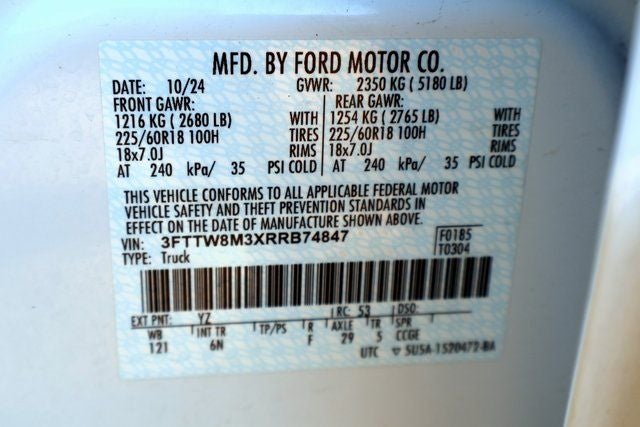 MFD. BY FORD MOTOR CO.
DATE: 10/24 GVWR: 2350 KG ( 5180 LB)
FRONT GAWR: REAR GAWR:
1216 KG ( 2680 LB) WITH 1254 KG ( 2765 LB) WITH
225/60R18 100H TIRES 225/60R18 100H TIRES
18x7.0J RIMS 18x7.0J RIMS
AT 240 kPa/ 35 PSI COLD AT 240 kPa/ 35 PSI COLD
THIS VEHICLE CONFORMS TO ALL APPLICABLE FEDERAL MOTOR
VEHICLE SAFETY AND THEFT PREVENTION STANDARDS IN
EFFECT ON THE DATE OF MANUFACTURE SHOWN ABOVE.
VIN: 3FTTW8M3XRRB74847 F0185
TYPE: Truck T0304
EXT PNT: YZ RC: 53 DSO:
WB INT TR TP/PS R AXLE TR SPR
121 6N F 29 5 CCGE
UTC 5U5A-1520472-BA